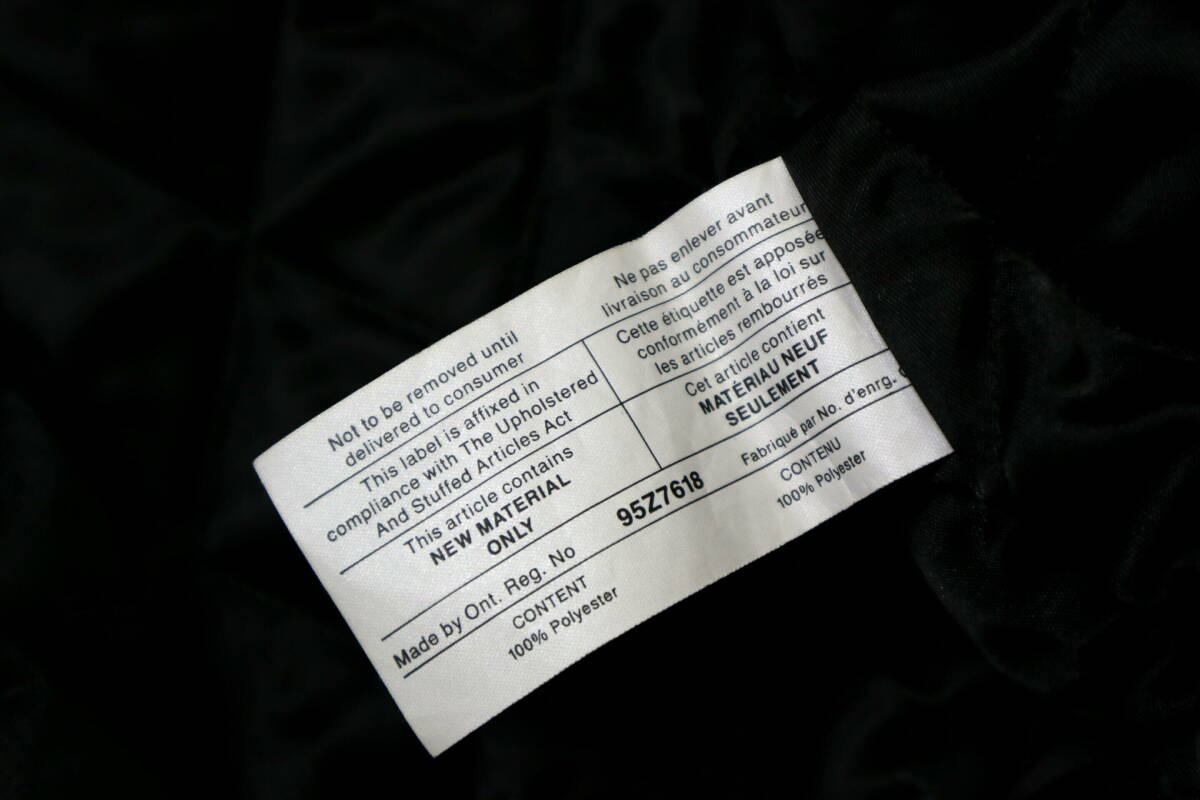 Not to be removed until
delivered to consumer
This label is affixed in
compliance with The Upholstered
And Stuffed Articles Act
This article contains
NEW MATERIAL
ONLY
Made by Ont. Reg. No
95Z7618
CONTENT
100% Polyester
Ne pas enlever avant
livraison au consommateur
Cette étiquette est apposée
conformément à la loi sur
les articles rembourrés
Cet article contient
MATÉRIAU NEUF
SEULEMENT
Fabriqué par No. d'enrg.
CONTENU
100% Polyester